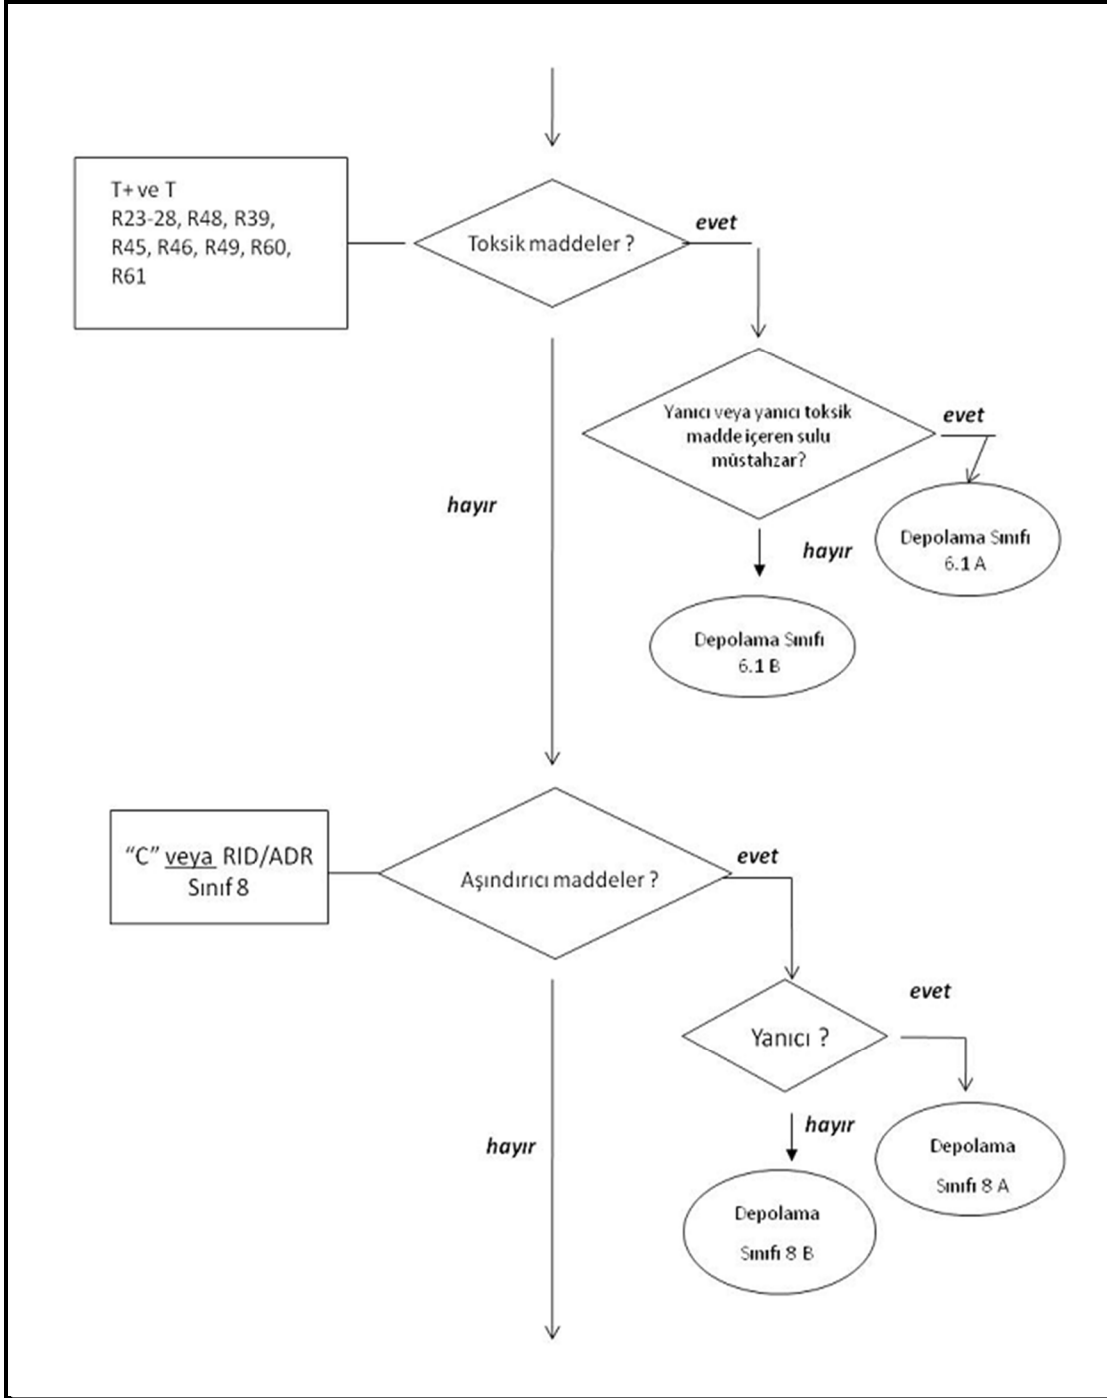 T+ ve T
R23-28, R48, R39,
R45, R46, R49, R60,
R61
Toksik maddeler ?
evet
Yanıcı veya yanıcı toksik
madde içeren sulu
müstahzar?
evet
hayır
hayır
Depolama Sınıfı
6.1 A
Depolama Sınıfı
6.1 B
"C" veya RID/ADR
Sınıf 8
Aşındırıcı maddeler ?
evet
Yanıcı ?
evet
hayır
hayır
Depolama
Sınıfı 8 A
Depolama
Sınıfı 8 B